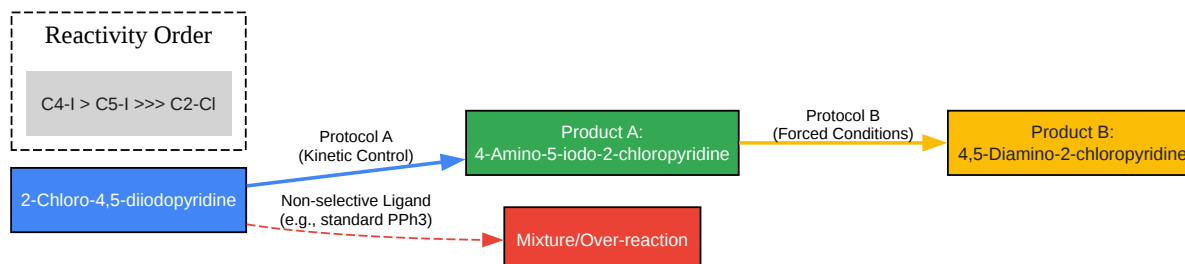 Reactivity Order
C4-I > C5-I >>> C2-Cl
2-Chloro-4,5-diiodopyridine
Protocol A
(Kinetic Control)
Non-selective Ligand
(e.g., standard PPh3)
Product A:
4-Amino-5-iodo-2-chloropyridine
Mixture/Over-reaction
Protocol B
(Forced Conditions)
Product B:
4,5-Diamino-2-chloropyridine